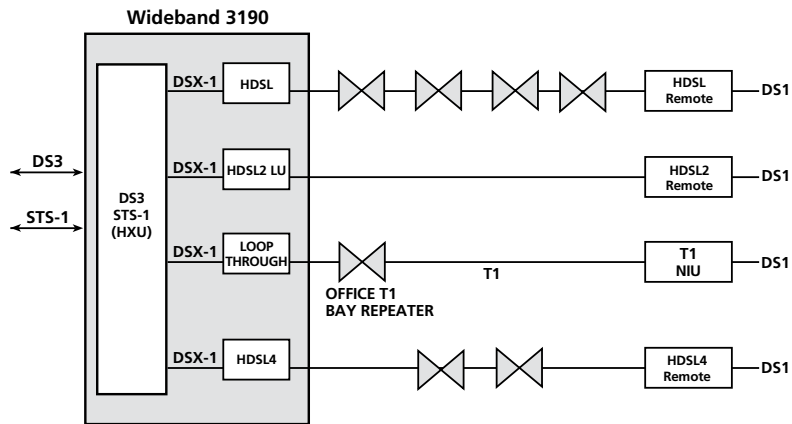 Wideband 3190
DSX-1
HDSL
HDSL
Remote
DS1
DS3
STS-1
DS3
STS-1
(HXU)
DSX-1
HDSL2 LU
HDSL2
Remote
DS1
DSX-1
LOOP
THROUGH
OFFICE T1
BAY REPEATER
T1
T1
NIU
DS1
DSX-1
HDSL4
HDSL4
Remote
DS1